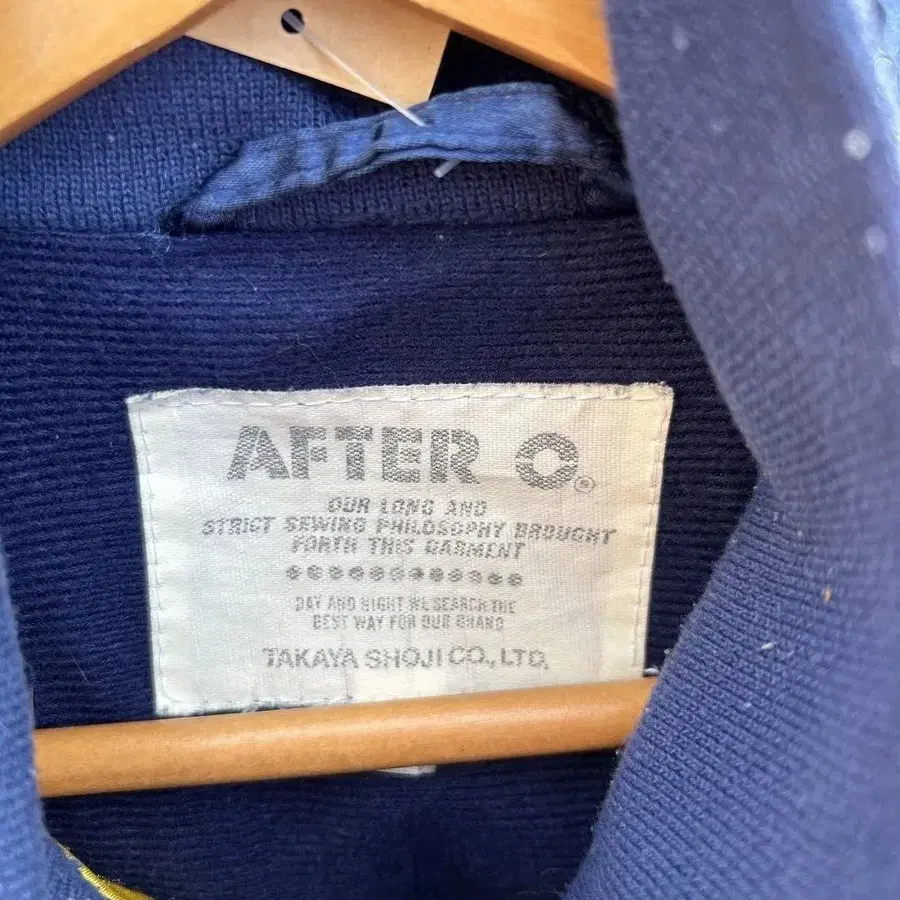 AFTER O®
OUR LONG AND
STRICT SEWING PHILOSOPHY BROUGHT
FORTH THIS GARMENT
DAY AND NIGHT WE SEARCH THE
BEST WAY FOR OUR BRAND
TAKAYA SHOJI CO., LTD.